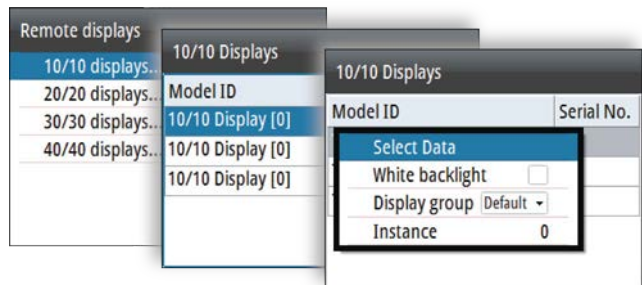 Remote displays
10/10 displays...
20/20 displays...
30/30 displays...
40/40 displays...
10/10 Displays
Model ID
10/10 Display [0]
10/10 Display [0]
10/10 Display [0]
10/10 Displays
Model ID Serial No.
Select Data
White backlight
Display group Default
Instance 0